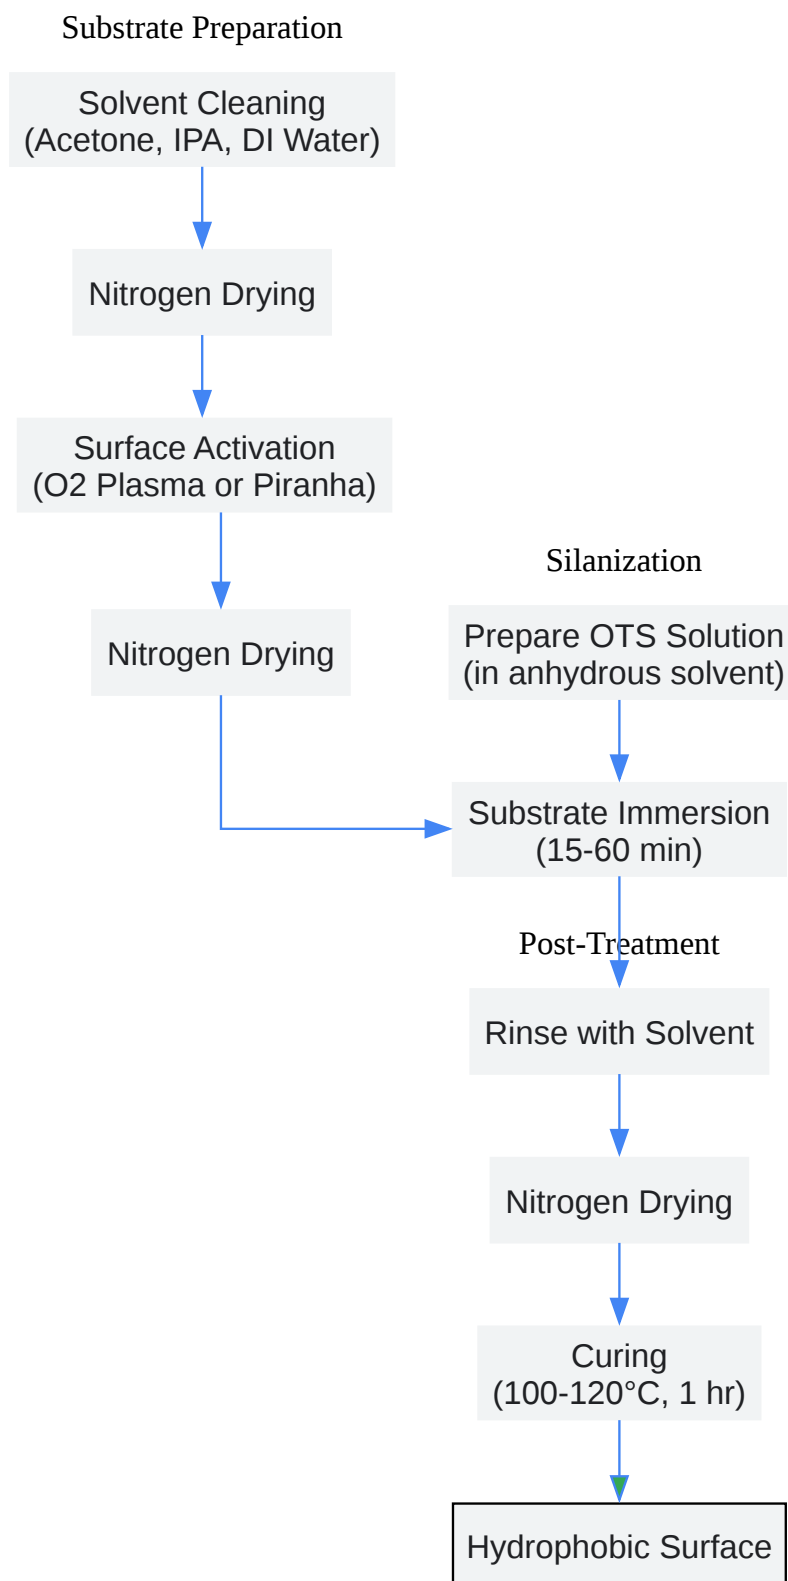 Substrate Preparation
Solvent Cleaning
(Acetone, IPA, DI Water)
Nitrogen Drying
Surface Activation
(O2 Plasma or Piranha)
Nitrogen Drying
Silanization
Prepare OTS Solution
(in anhydrous solvent)
Substrate Immersion
(15-60 min)
Post-Treatment
Rinse with Solvent
Nitrogen Drying
Curing
(100-120°C, 1 hr)
Hydrophobic Surface